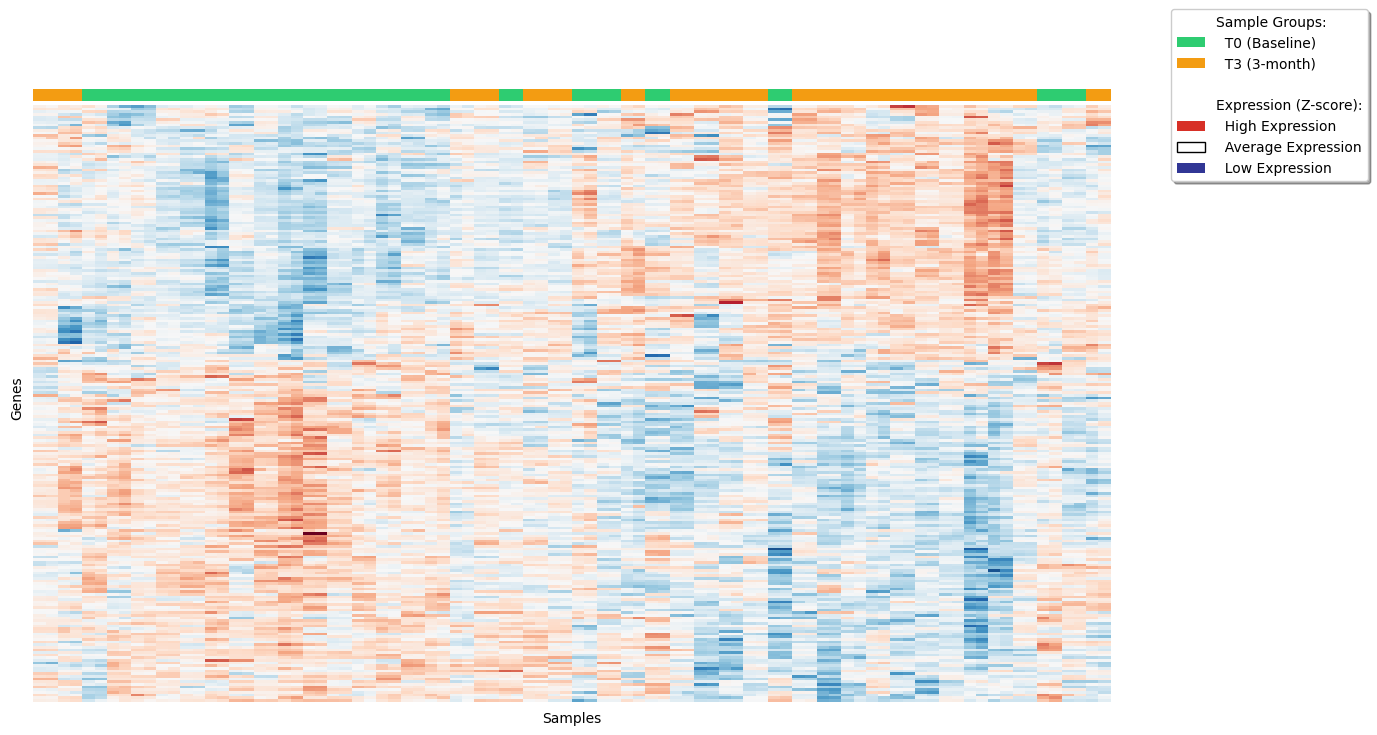 Sample Groups:
T0 (Baseline)
T3 (3-month)
Expression (Z-score):
High Expression
Average Expression
Low Expression
Genes
Samples